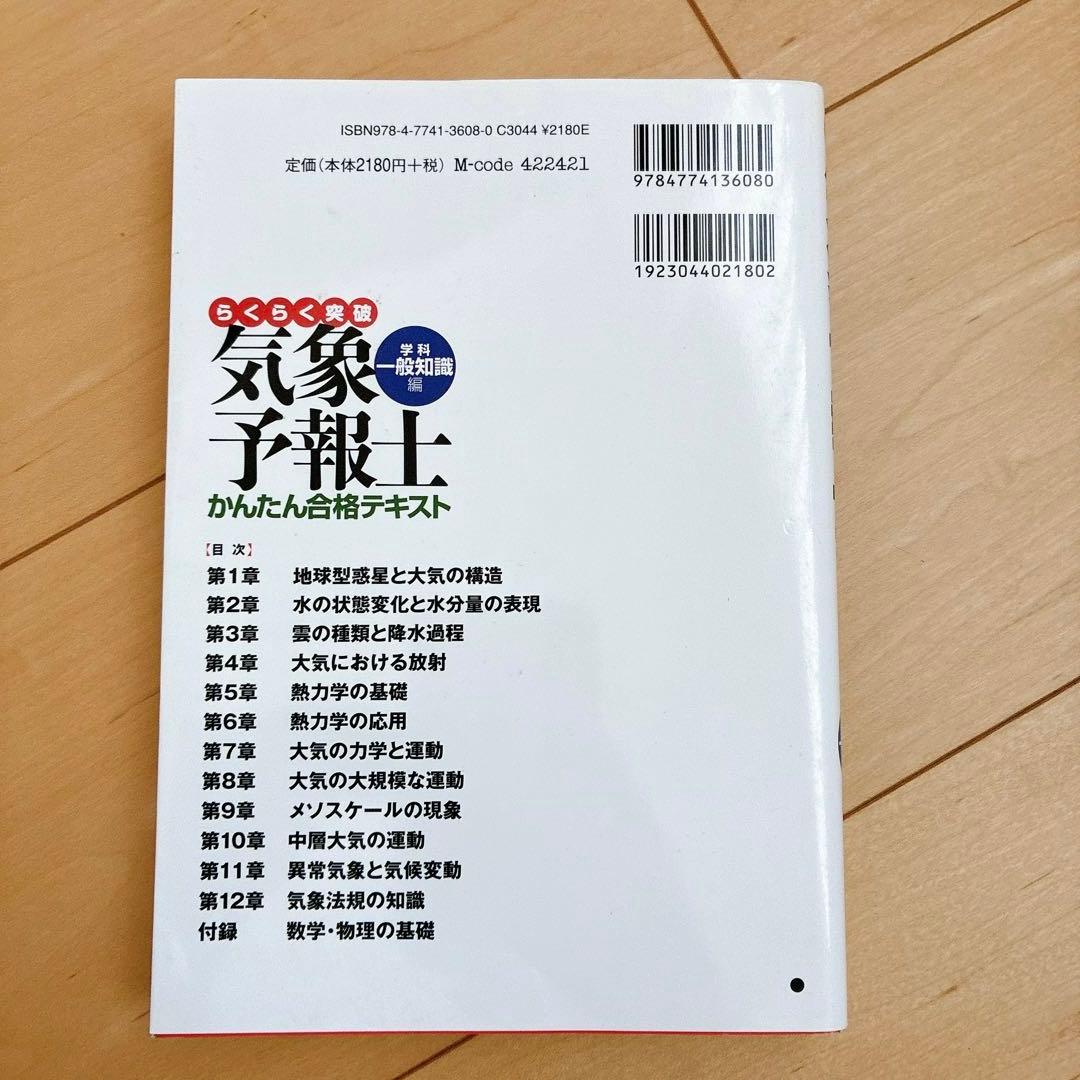 ISBN978-4-7741-3608-0 C3044 ¥2180E
定価(本体2180円+税) M-code 422421
9784774136080
1923044021802
らくらく突破
気象
予報士
学科
一般知識
編
かんたん合格テキスト
【目 次】
第1章 地球型惑星と大気の構造
第2章 水の状態変化と水分量の表現
第3章 雲の種類と降水過程
第4章 大気における放射
第5章 熱力学の基礎
第6章 熱力学の応用
第7章 大気の力学と運動
第8章 大気の大規模な運動
第9章 メソスケールの現象
第10章 中層大気の運動
第11章 異常気象と気候変動
第12章 気象法規の知識
付録 数学・物理の基礎